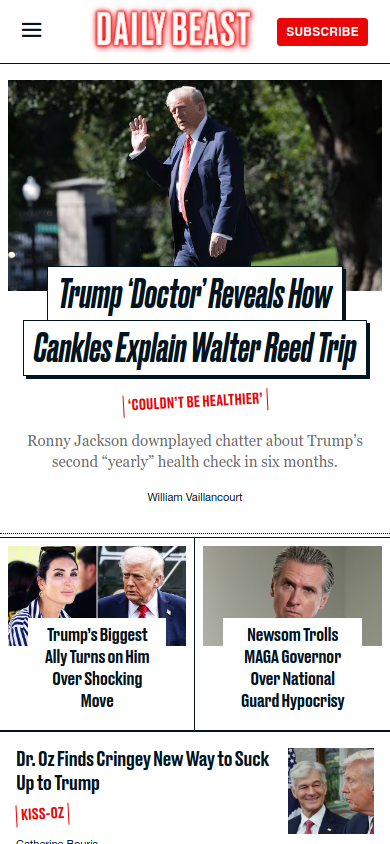 DAILY BEAST
SUBSCRIBE
Trump ‘Doctor’ Reveals How
Cankles Explain Walter Reed Trip
‘COULDN’T BE HEALTHIER’
Ronny Jackson downplayed chatter about Trump’s
second “yearly” health check in six months.
William Vaillancourt
Trump’s Biggest
Ally Turns on Him
Over Shocking
Move
Newsom Trolls
MAGA Governor
Over National
Guard Hypocrisy
Dr. Oz Finds Cringey New Way to Suck
Up to Trump
KISS-OZ
Catherine Bouris